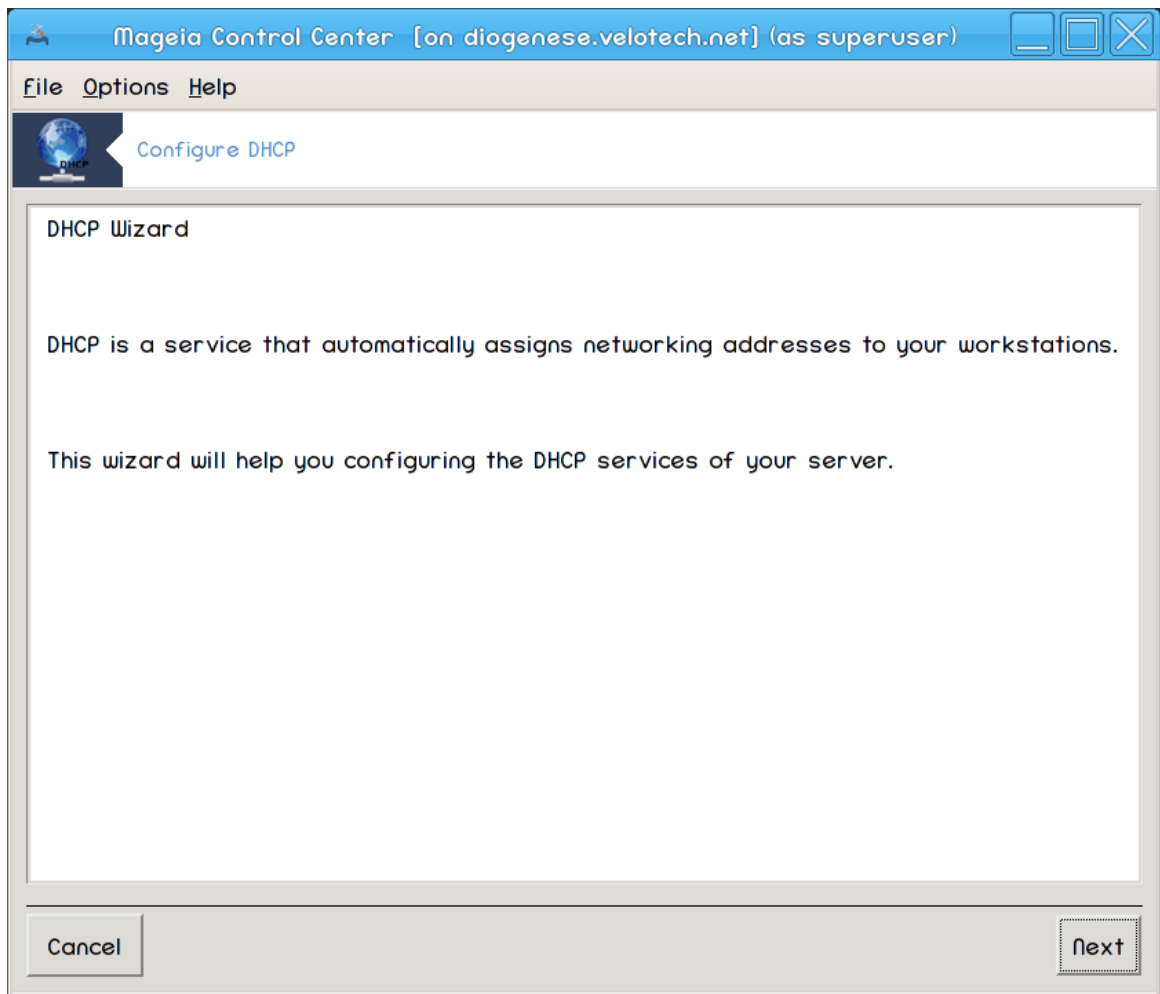 Mageia Control Center [on diogenese.velotech.net] (as superuser)
File Options Help
DHCP
Configure DHCP
DHCP Wizard
DHCP is a service that automatically assigns networking addresses to your workstations.
This wizard will help you configuring the DHCP services of your server.
Cancel
Next